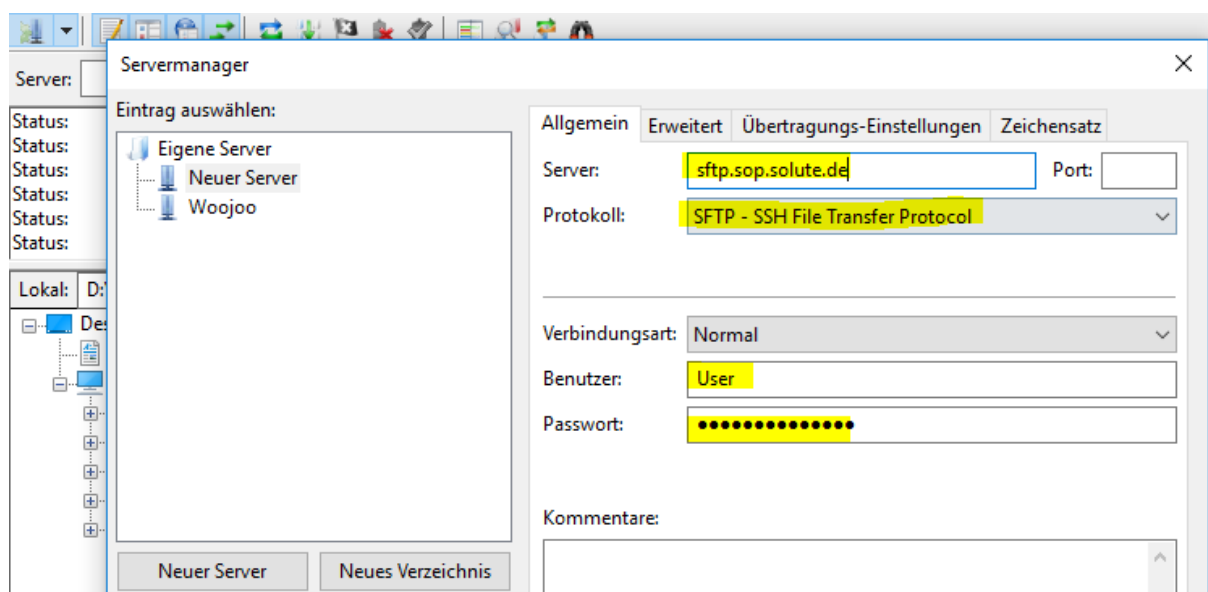 Servermanager
Server:
Eintrag auswählen:
Status:
Status:
Status:
Status:
Status:
Status:
Eigene Server
Neuer Server
Woojoo
Lokal: D:
Allgemein Erweitert Übertragungs-Einstellungen Zeichensatz
Server: sftp.sop.solute.de Port:
Protokoll: SFTP - SSH File Transfer Protocol
Verbindungsart: Normal
Benutzer: User
Passwort: ●●●●●●●●●●●●●●
Kommentare:
Neuer Server Neues Verzeichnis